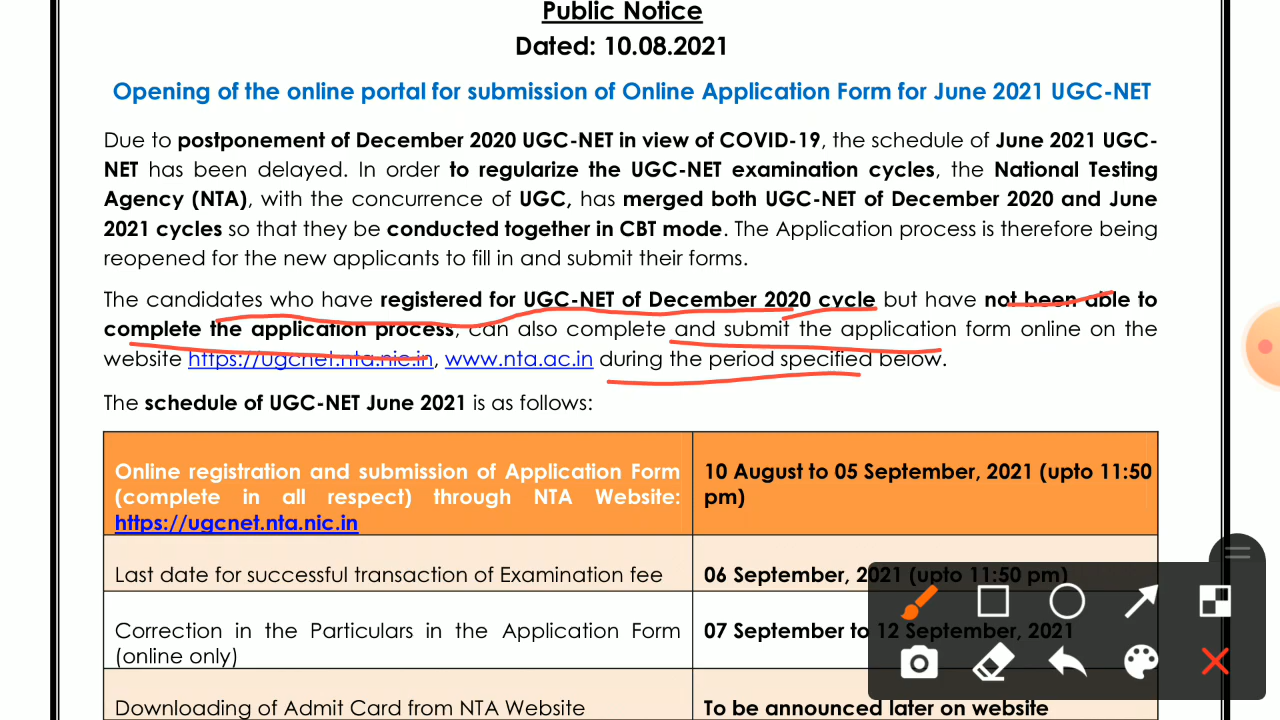 Public Notice
Dated: 10.08.2021
Opening of the online portal for submission of Online Application Form for June 2021 UGC-NET
Due to postponement of December 2020 UGC-NET in view of COVID-19, the schedule of June 2021 UGC-
NET has been delayed. In order to regularize the UGC-NET examination cycles, the National Testing
Agency (NTA), with the concurrence of UGC, has merged both UGC-NET of December 2020 and June
2021 cycles so that they be conducted together in CBT mode. The Application process is therefore being
reopened for the new applicants to fill in and submit their forms.
The candidates who have registered for UGC-NET of December 2020 cycle but have not been able to
complete the application process, can also complete and submit the application form online on the
website https://ugcnet.nta.nic.in, www.nta.ac.in during the period specified below.
The schedule of UGC-NET June 2021 is as follows:
Online registration and submission of Application Form
(complete in all respect) through NTA Website:
https://ugcnet.nta.nic.in
10 August to 05 September, 2021 (upto 11:50
pm)
Last date for successful transaction of Examination fee
06 September, 2021 (upto 11:50 pm)
Correction in the Particulars in the Application Form
(online only)
07 September to 12 September, 2021
Downloading of Admit Card from NTA Website
To be announced later on website